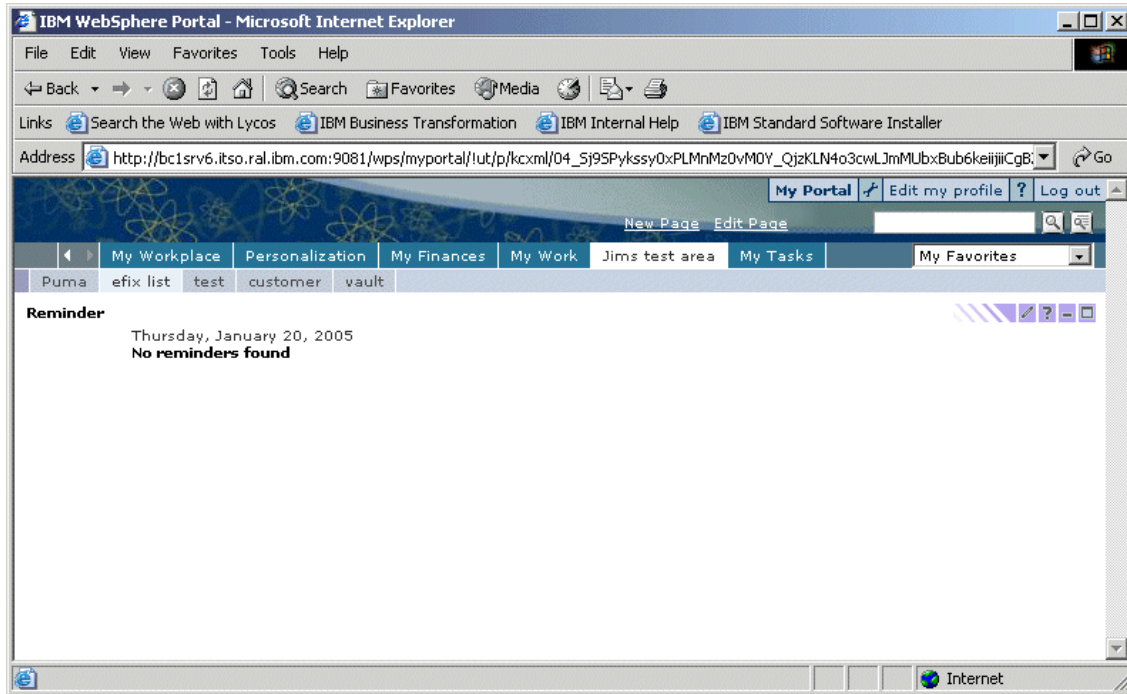 IBM WebSphere Portal - Microsoft Internet Explorer
File Edit View Favorites Tools Help
Back Search Favorites Media
Links Search the Web with Lycos IBM Business Transformation IBM Internal Help IBM Standard Software Installer
Address http://bc1srv6.itso.ral.ibm.com:9081/wps/myportal/!ut/p/kcxml/04_Sj9SPykssy0xPLMnMz0vM0Y_QjzKLN4o3cwLJmMUbxBub6keiijiiCgB Go
My Portal Edit my profile ? Log out
New Page Edit Page
My Workplace Personalization My Finances My Work Jims test area My Tasks My Favorites
Puma efix list test customer vault
Reminder ?
Thursday, January 20, 2005
No reminders found
Internet